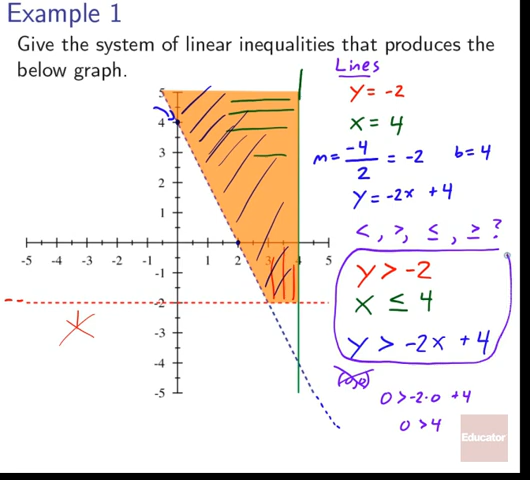 Example 1
Give the system of linear inequalities that produces the
below graph.
Lines
y = -2
x = 4
m = -4/2 = -2 b = 4
y = -2x + 4
<, >, ≤, ≥ ?
y > -2
x ≤ 4
y > -2x + 4
(0,0)
0 > -2·0 + 4
0 > 4
5
4
3
2
1
-5 -4 -3 -2 -1 1 2 3 4 5
-1
-2
-3
-4
-5
Educator